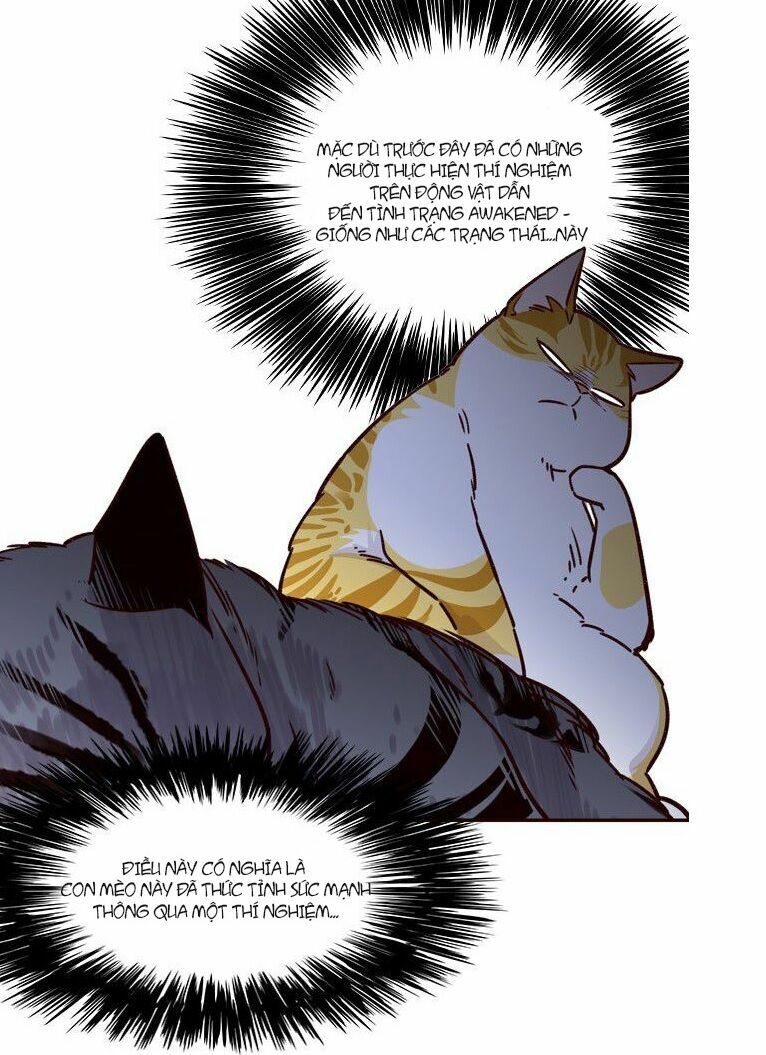 MẶC DÙ TRƯỚC ĐÂY ĐÃ CÓ NHỮNG
NGƯỜI THỰC HIỆN THÍ NGHIỆM
TRÊN ĐỘNG VẬT DẪN
ĐẾN TÌNH TRẠNG AWAKENED -
GIỐNG NHƯ CÁC TRẠNG THÁI...NÀY
ĐIỀU NÀY CÓ NGHĨA LÀ
CON MÈO NÀY ĐÃ THỨC TỈNH SỨC MẠNH
THÔNG QUA MỘT THÍ NGHIỆM...